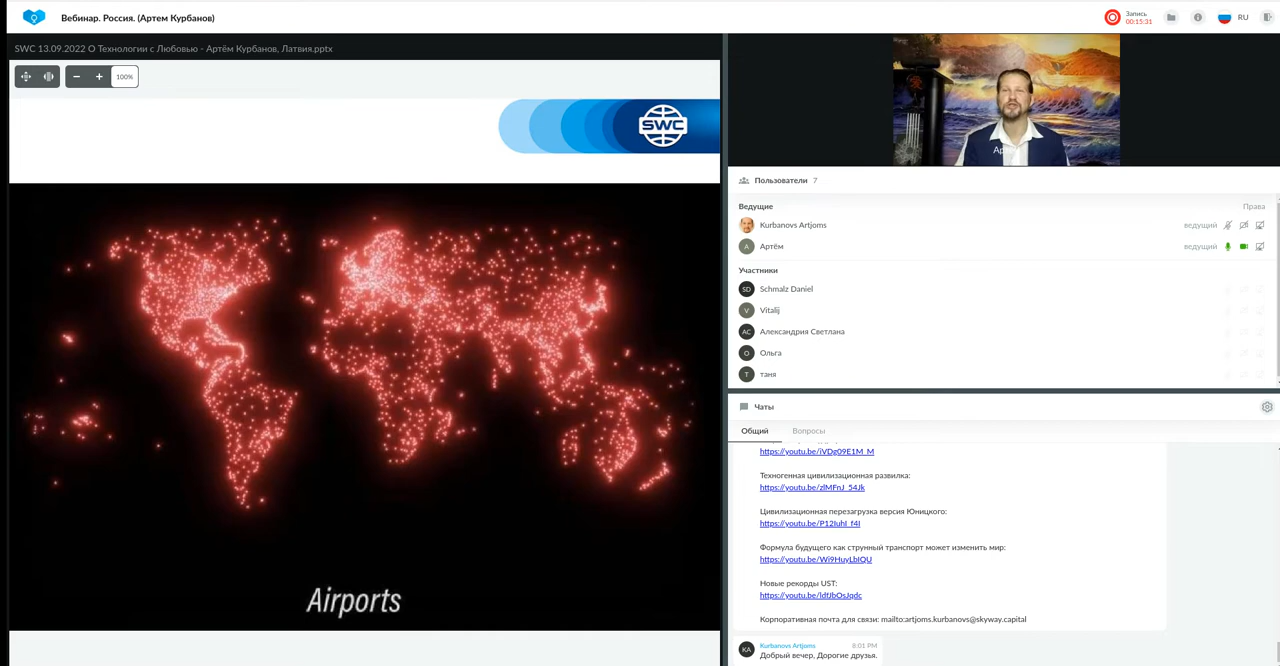 Вебинар. Россия. (Артем Курбанов)
Запись
00:15:31
RU
SWC 13.09.2022 О Технологии с Любовью - Артём Курбанов, Латвия.pptx
100%
SWC
Airports
Пользователи 7
Ведущие
Права
Kurbanovs Artjoms
ведущий
A
Артём
ведущий
Участники
SD
Schmalz Daniel
V
Vitalij
АС
Александрия Светлана
О
Ольга
Т
таня
Чаты
Общий
Вопросы
https://youtu.be/iVDg09E1M_M
Техногенная цивилизационная развилка:
https://youtu.be/zlMFnJ_54Jk
Цивилизационная перезагрузка версия Юницкого:
https://youtu.be/P12IuhI_f4I
Формула будущего как струнный транспорт может изменить мир:
https://youtu.be/Wi9HuyLbIQU
Новые рекорды UST:
https://youtu.be/ldfJbOsJqdc
Корпоративная почта для связи: mailto:artjoms.kurbanovs@skyway.capital
KA
Kurbanovs Artjoms
8:01 PM
Добрый вечер, Дорогие друзья.